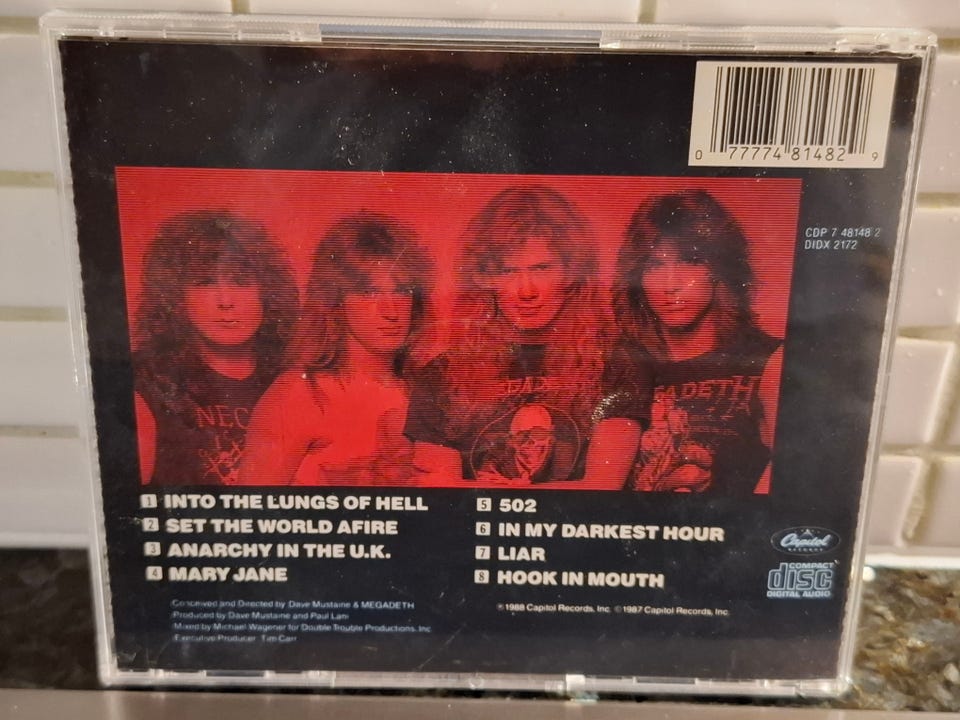 0 77774 81482 9
CDP 7 48148 2
DIDX 2172
NEC
EGADE
GADETH
1 INTO THE LUNGS OF HELL
2 SET THE WORLD AFIRE
3 ANARCHY IN THE U.K.
4 MARY JANE
5 502
6 IN MY DARKEST HOUR
7 LIAR
8 HOOK IN MOUTH
Capitol
RECORDS
COMPACT
disc
DIGITAL AUDIO
Conceived and Directed by Dave Mustaine & MEGADETH
Produced by Dave Mustaine and Paul Lani
Mixed by Michael Wagener for Double Trouble Productions, Inc.
Executive Producer: Tim Carr
℗1988 Capitol Records, Inc. ©1987 Capitol Records, Inc.